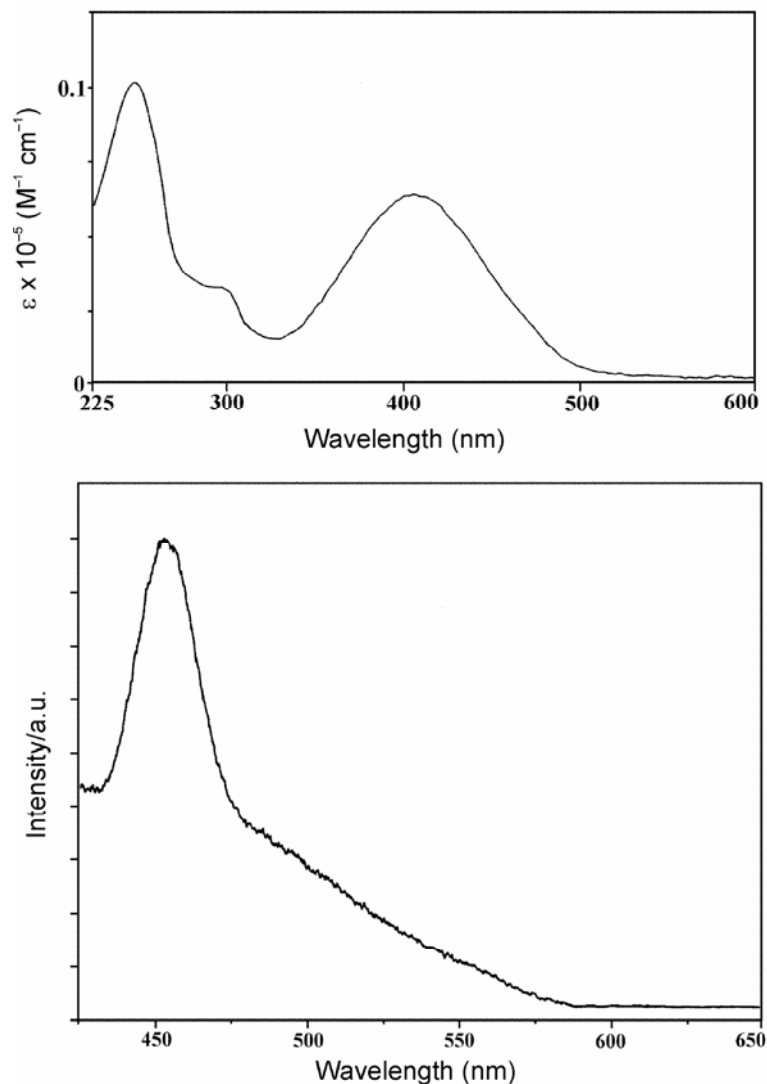 0.1
ε x 10⁻⁵ (M⁻¹ cm⁻¹)
0
225 300 400 500 600
Wavelength (nm)
Intensity/a.u.
450 500 550 600 650
Wavelength (nm)